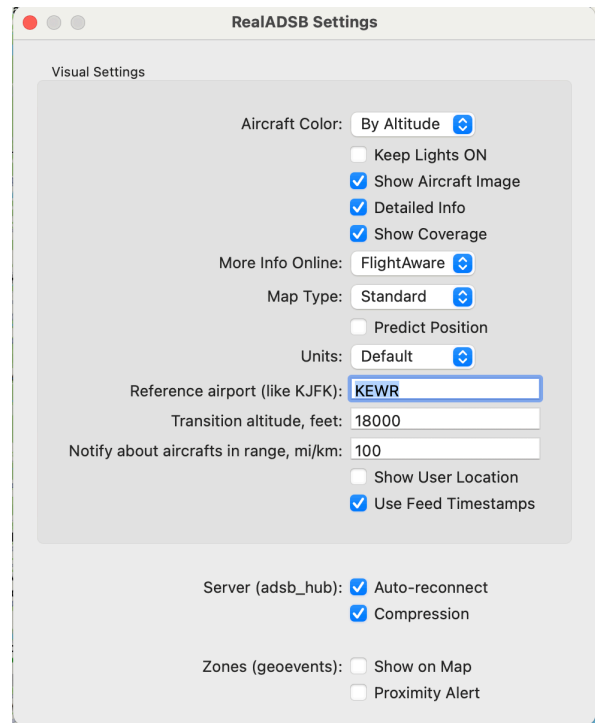 RealADSB Settings
Visual Settings
Aircraft Color: By Altitude
Keep Lights ON
Show Aircraft Image
Detailed Info
Show Coverage
More Info Online: FlightAware
Map Type: Standard
Predict Position
Units: Default
Reference airport (like KJFK): KEWR
Transition altitude, feet: 18000
Notify about aircrafts in range, mi/km: 100
Show User Location
Use Feed Timestamps
Server (adsb_hub): Auto-reconnect
Compression
Zones (geoevents): Show on Map
Proximity Alert